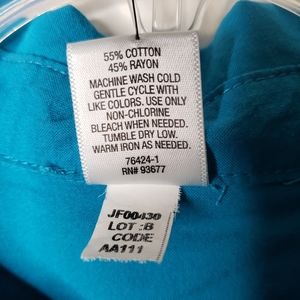 55% COTTON
45% RAYON
MACHINE WASH COLD
GENTLE CYCLE WITH
LIKE COLORS. USE ONLY
NON-CHLORINE
BLEACH WHEN NEEDED.
TUMBLE DRY LOW.
WARM IRON AS NEEDED.
76424-1
RN# 93677
JF00430
LOT :B
CODE
AA111